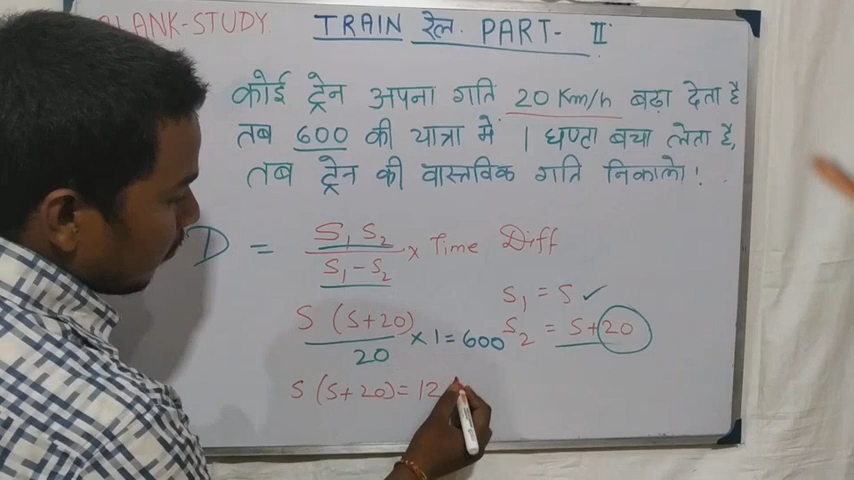 LANK-STUDY TRAIN रेल. PART- II
कोई ट्रेन अपना गति 20 Km/h बढ़ा देता है
तब 600 की यात्रा में 1 घण्टा बचा लेता है,
तब ट्रेन की वास्तविक गति निकालो!
D = S₁ S₂ / S₁ - S₂ × Time Diff
S₁ = S ✓
S (S+20) / 20 × 1 = 600
S₂ = S+20
S (S+20) = 12